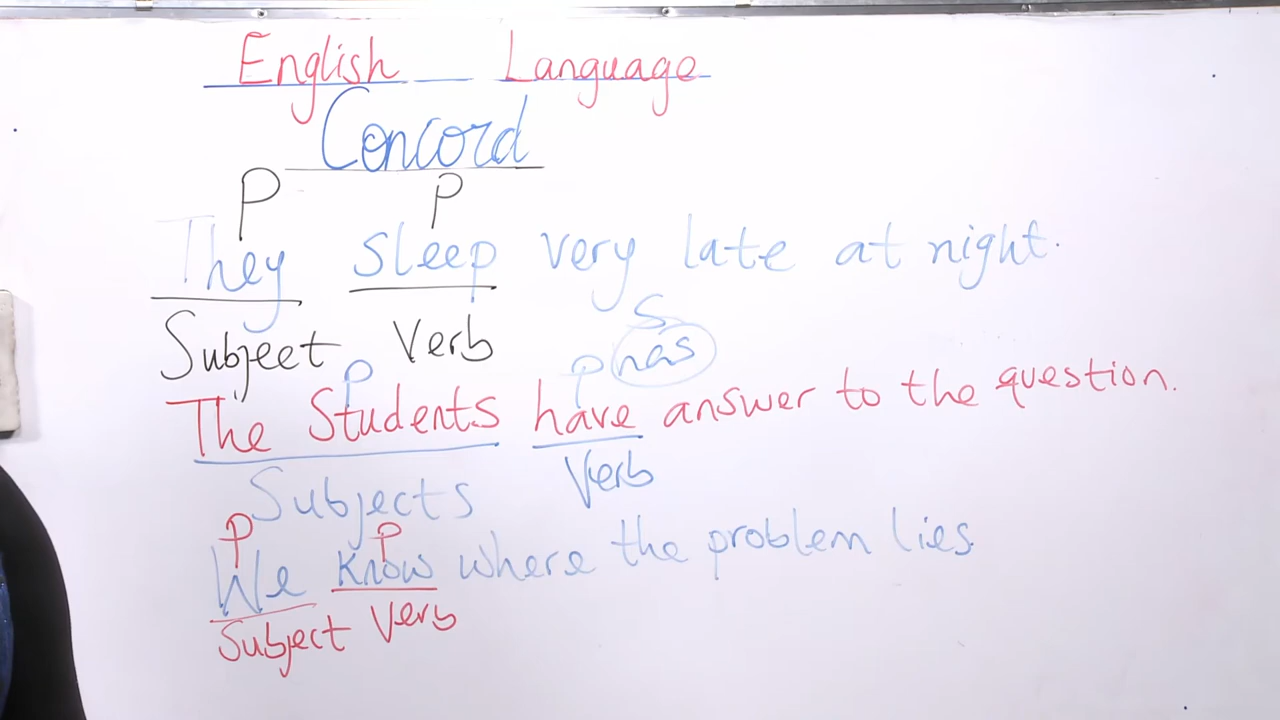 English Language
Concord
P P
They sleep very late at night.
Subject Verb
S
P P has
The Students have answer to the question.
Subjects Verb
P P
We know where the problem lies.
Subject Verb